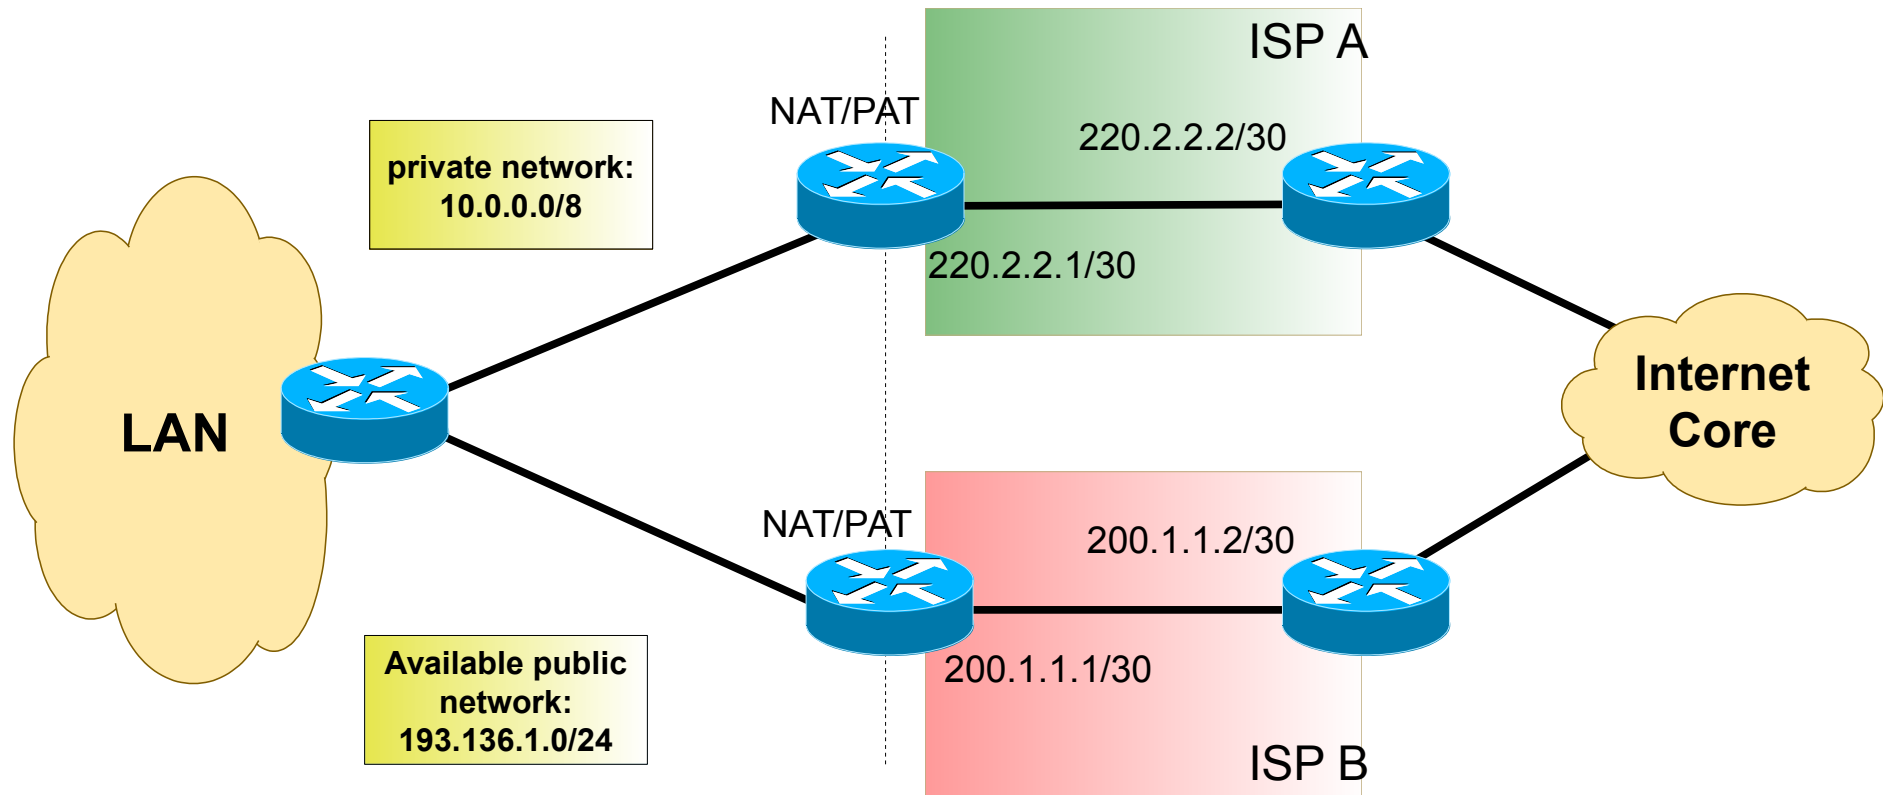 ISP A
NAT/PAT
220.2.2.2/30
private network:
10.0.0.0/8
220.2.2.1/30
Internet
Core
LAN
NAT/PAT
200.1.1.2/30
Available public
network:
193.136.1.0/24
200.1.1.1/30
ISP B